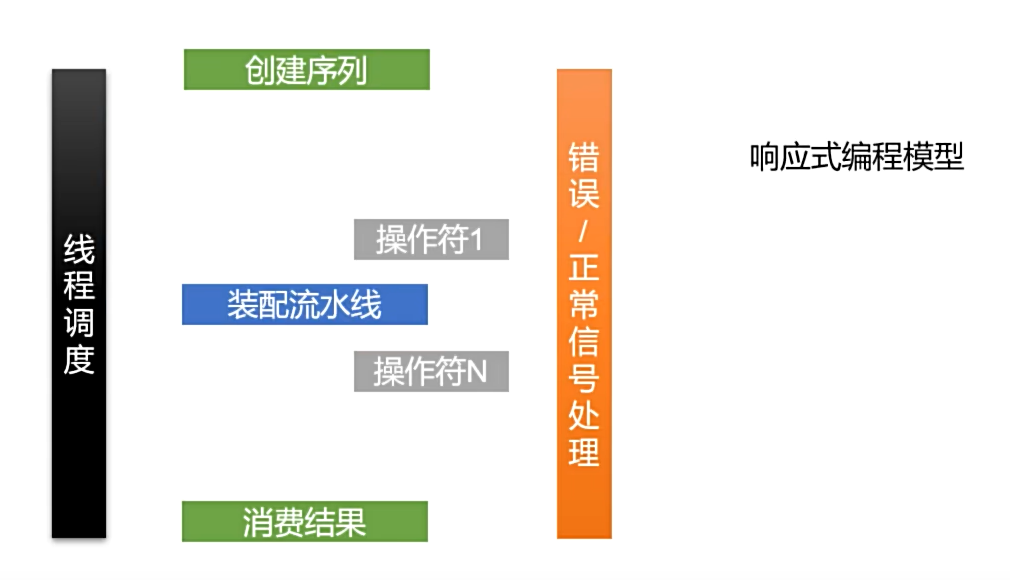 创建序列
线程调度
操作符1
装配流水线
操作符N
消费结果
错误/正常信号处理
响应式编程模型